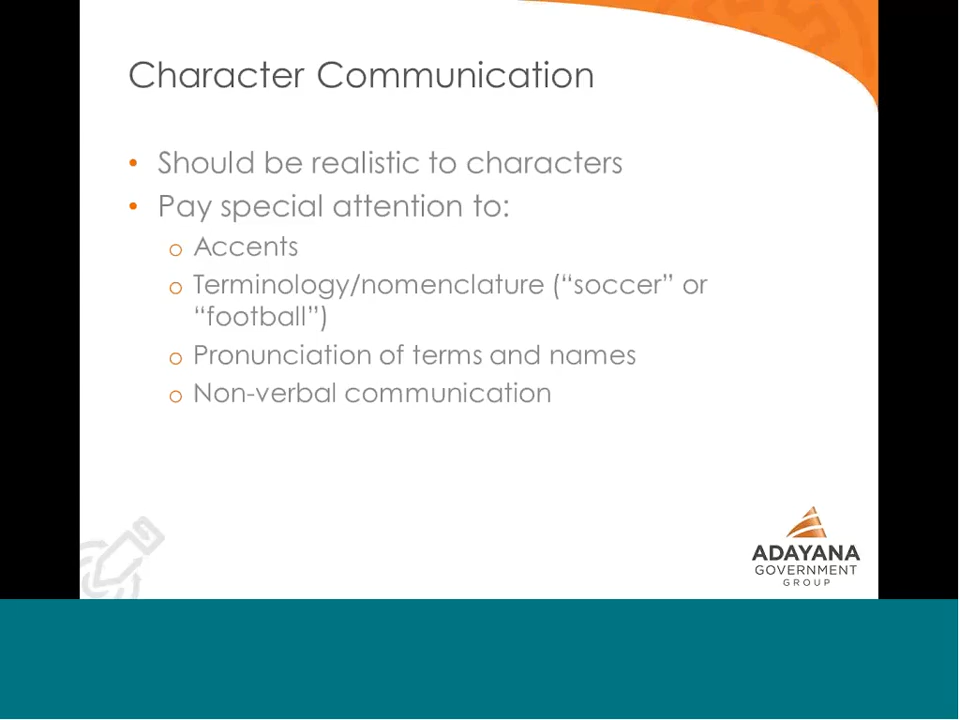 Character Communication
• Should be realistic to characters
• Pay special attention to:
o Accents
o Terminology/nomenclature (“soccer” or
“football”)
o Pronunciation of terms and names
o Non-verbal communication
ADAYANA
GOVERNMENT
GROUP